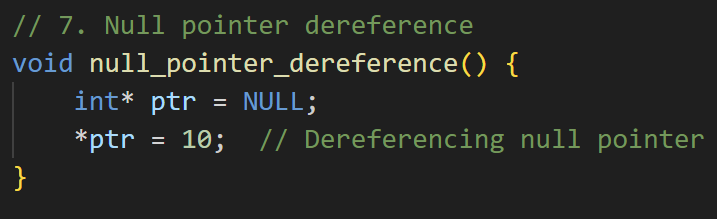 // 7. Null pointer dereference
void null_pointer_dereference() {
    int* ptr = NULL;
    *ptr = 10;  // Dereferencing null pointer
}